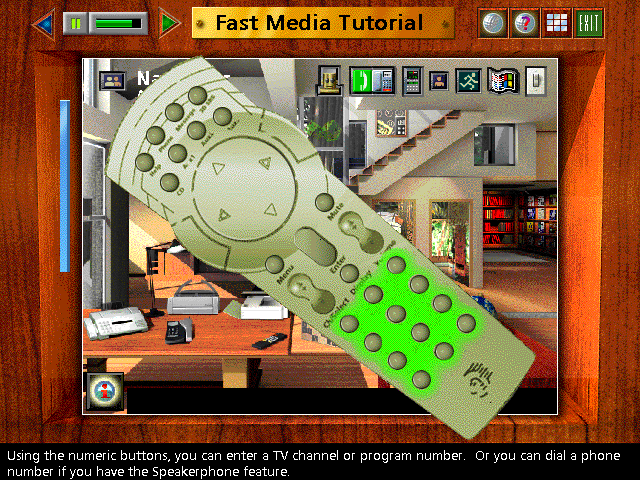 Fast Media Tutorial
EXIT
Na
Mute
Menu
Enter
Using the numeric buttons, you can enter a TV channel or program number.  Or you can dial a phone
number if you have the Speakerphone feature.